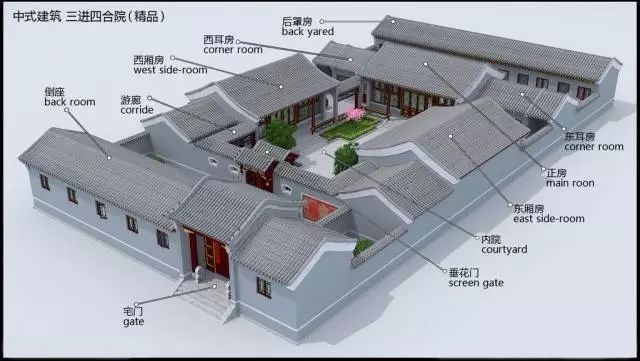 中式建筑 三进四合院(精品)
后罩房
back yared
西耳房
corner room
西厢房
west side-room
游廊
corride
倒座
back room
东耳房
corner room
正房
main roon
东厢房
east side-room
内院
courtyard
垂花门
screen gate
宅门
gate